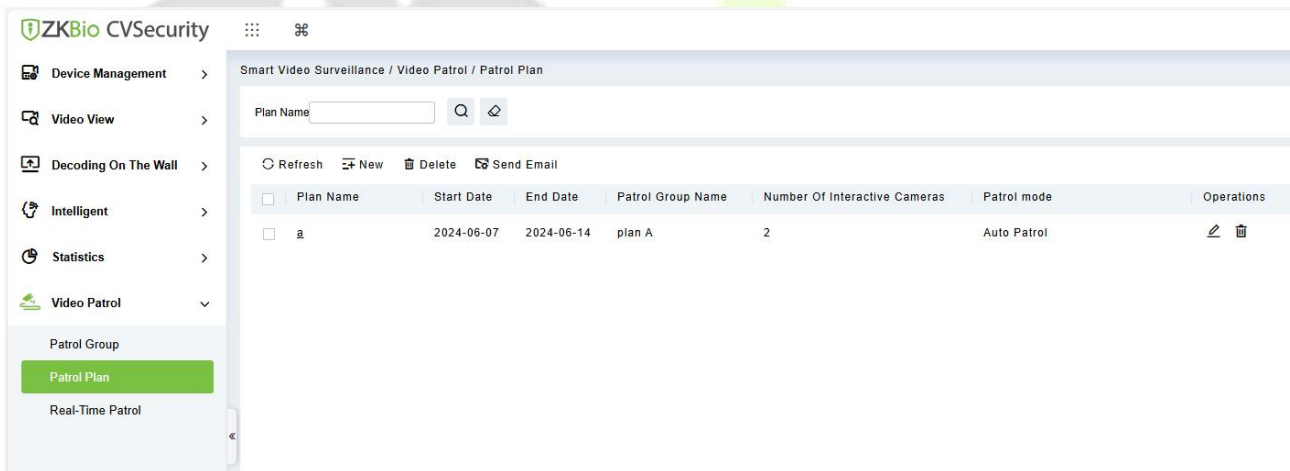 ZKBio CVSecurity
Device Management
Video View
Decoding On The Wall
Intelligent
Statistics
Video Patrol
Patrol Group
Patrol Plan
Real-Time Patrol
Smart Video Surveillance / Video Patrol / Patrol Plan
Plan Name
Refresh New Delete Send Email
Plan Name Start Date End Date Patrol Group Name Number Of Interactive Cameras Patrol mode Operations
a 2024-06-07 2024-06-14 plan A 2 Auto Patrol